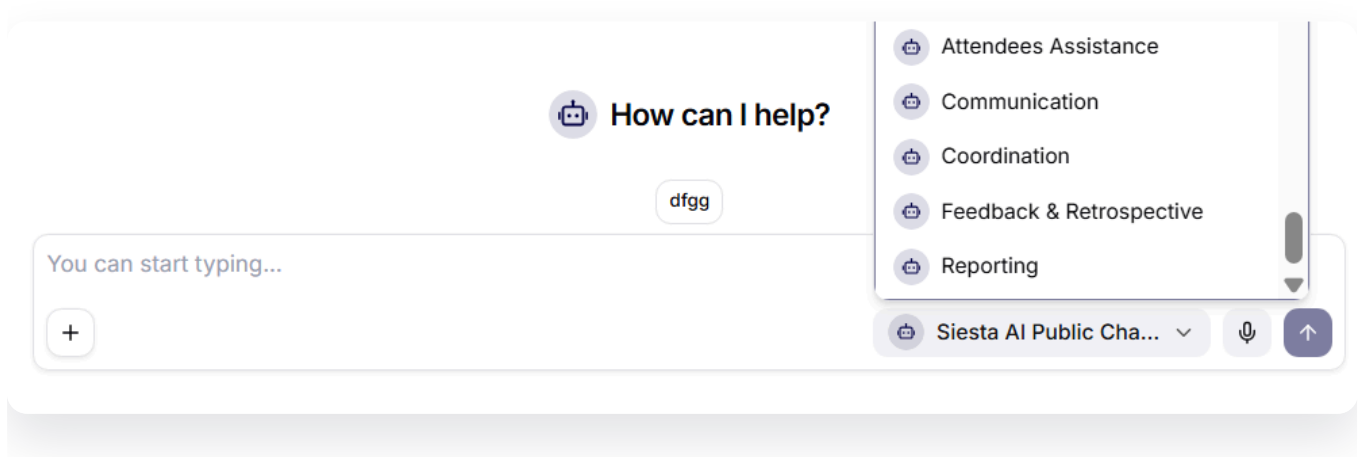 Attendees Assistance
Communication
How can I help?
Coordination
dfgg
Feedback & Retrospective
You can start typing...
Reporting
Siesta AI Public Cha...